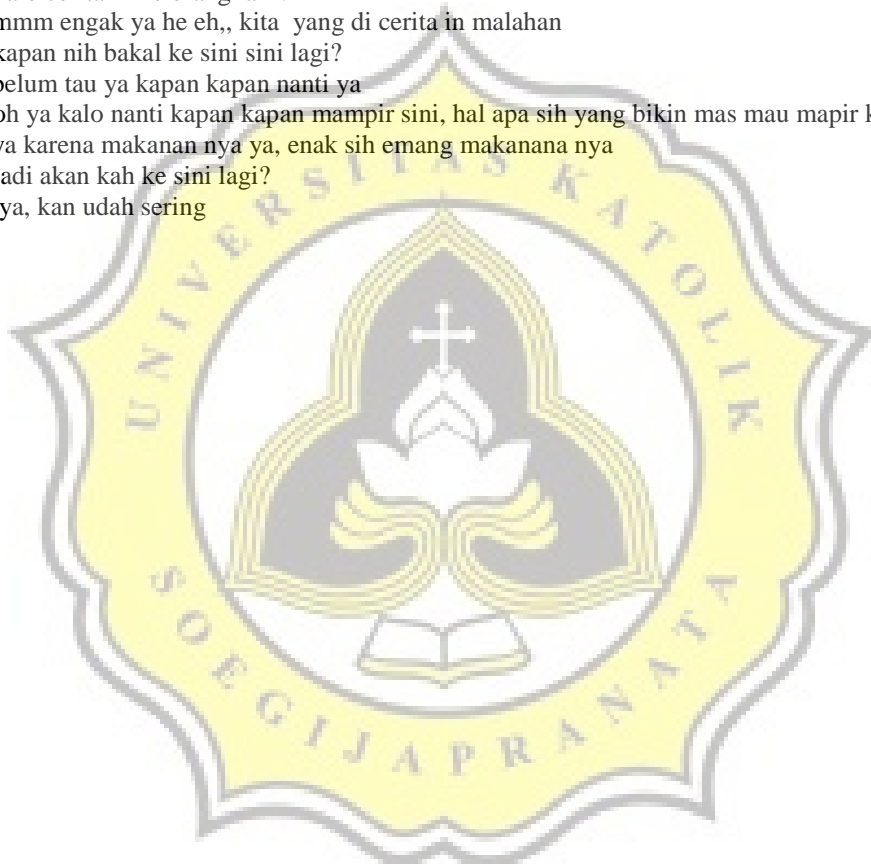 mmm engak ya he eh,, kita yang di cerita in malahan
kapan nih bakal ke sini sini lagi?
belum tau ya kapan kapan nanti ya
oh ya kalo nanti kapan kapan mampir sini, hal apa sih yang bikin mas mau mapir
ya karena makanan nya ya, enak sih emang makanana nya
jadi akan kah ke sini lagi?
iya, kan udah sering
UNIVERSITAS KATOLIK
SOEGIJAPRANATA